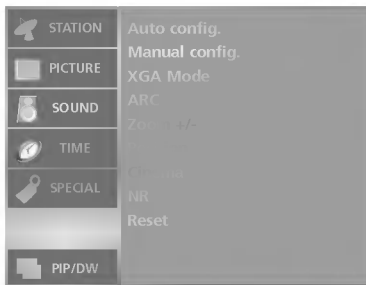 STATION
PICTURE
SOUND
TIME
SPECIAL
PIP/DW
Auto config.
Manual config.
XGA Mode
ARC
+/-
NR
Reset